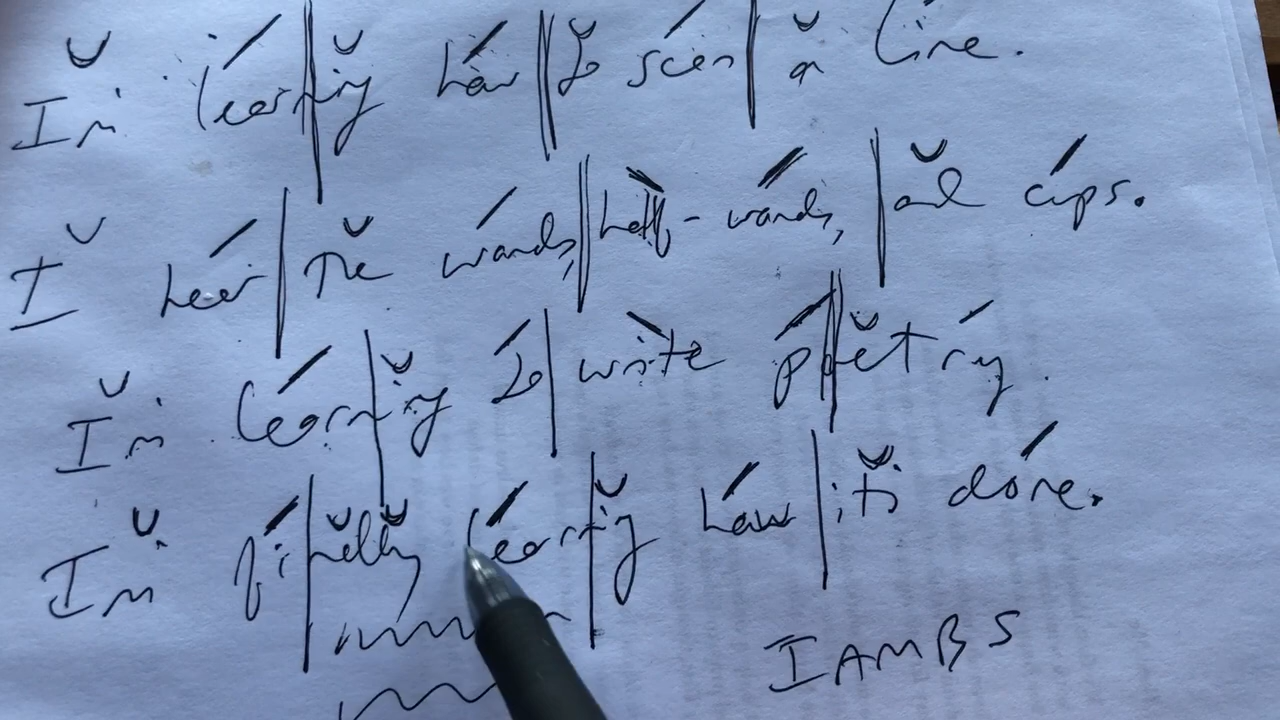 I'm learning how to scan a line.
I hear the words, half-words, and cups.
I'm learning to write poetry.
I'm finally learning how it's done.
IAMBS